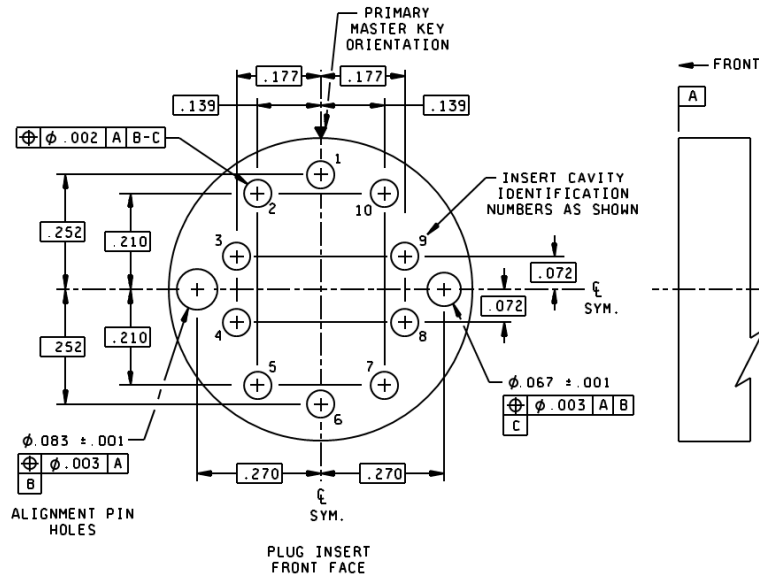 PRIMARY
MASTER KEY
ORIENTATION
FRONT
.177 .177
.139 .139
A
⌖ ⌀.002 A B-C
1
2
10
INSERT CAVITY
IDENTIFICATION
NUMBERS AS SHOWN
.252
.210
3
9
.072
.072
℄
SYM.
4
8
.252
.210
5
7
6
⌀.067 ±.001
⌖ ⌀.003 A B
C
⌀.083 ±.001
⌖ ⌀.003 A
B
.270 .270
ALIGNMENT PIN
HOLES
℄
SYM.
PLUG INSERT
FRONT FACE